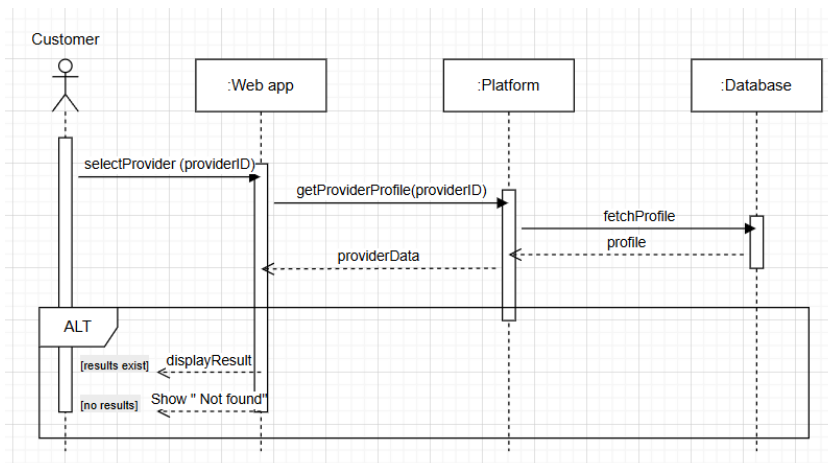 Customer
:Web app
:Platform
:Database
selectProvider (providerID)
getProviderProfile(providerID)
fetchProfile
profile
providerData
ALT
[results exist]
displayResult
[no results]
Show " Not found"